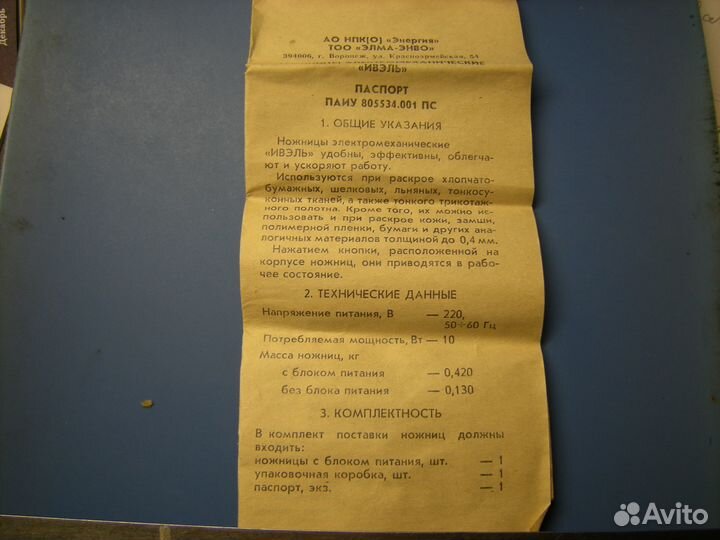 Декабрь
АО НПК[О] «Энергия»
ТОО «ЭЛМА-ЭНВО»
394006, г. Воронеж, ул. Красноармейская, 54
«ИВЭЛЬ»
ПАСПОРТ
ПАИУ 805534.001 ПС
1. ОБЩИЕ УКАЗАНИЯ
Ножницы электромеханические
«ИВЭЛЬ» удобны, эффективны, облегча-
ют и ускоряют работу.
Используются при раскрое хлопчато-
бумажных, шелковых, льняных, тонкосу-
конных тканей, а также тонкого трикотаж-
ного полотна. Кроме того, их можно ис-
пользовать и при раскрое кожи, замши,
полимерной пленки, бумаги и других ана-
логичных материалов толщиной до 0,4 мм.
Нажатием кнопки, расположенной на
корпусе ножниц, они приводятся в рабо-
чее состояние.
2. ТЕХНИЧЕСКИЕ ДАННЫЕ
Напряжение питания, В — 220,
50÷60 Гц
Потребляемая мощность, Вт — 10
Масса ножниц, кг
с блоком питания — 0,420
без блока питания — 0,130
3. КОМПЛЕКТНОСТЬ
В комплект поставки ножниц должны
входить:
ножницы с блоком питания, шт. — 1
упаковочная коробка, шт. — 1
паспорт, экз. — 1
Avito